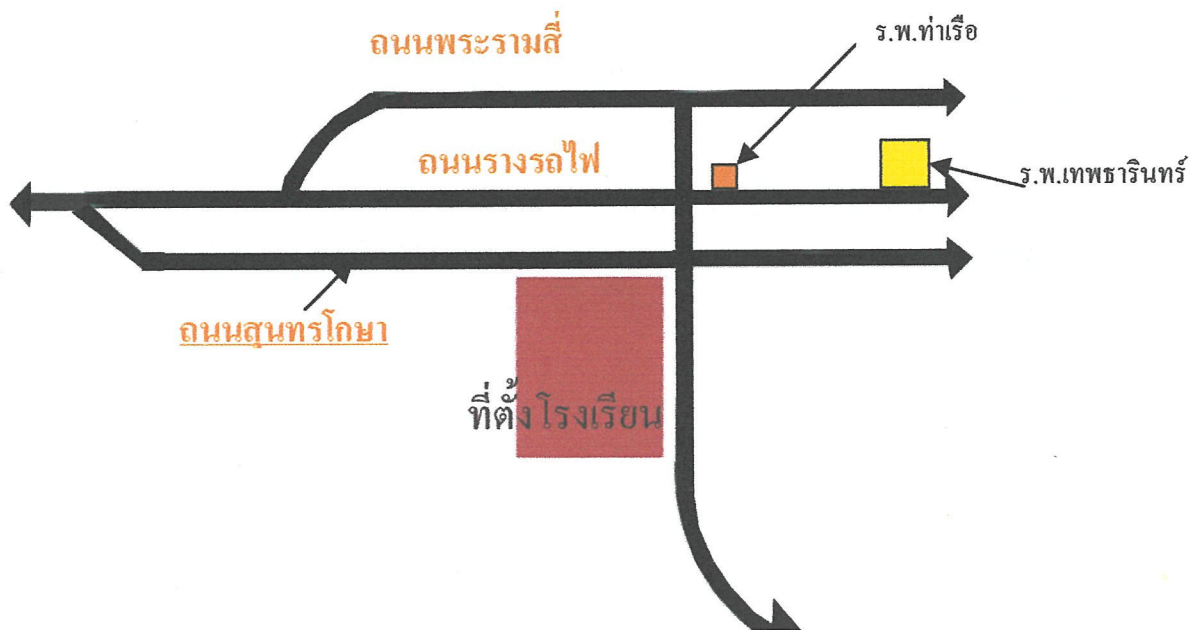 ถนนพระรามสี่
ร.พ.ท่าเรือ
ถนนรางรถไฟ
ร.พ.เทพธารินทร์
ถนนสุนทรโกษา
ที่ตั้งโรงเรียน